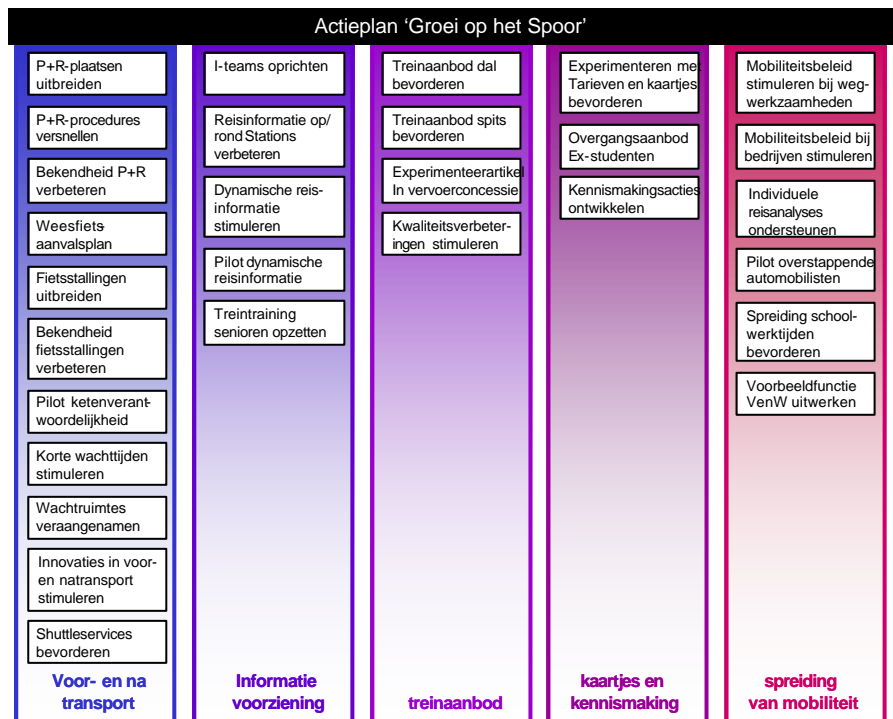 Actieplan ‘Groei op het Spoor’
P+R-plaatsen
uitbreiden
P+R-procedures
versnellen
Bekendheid P+R
verbeteren
Weesfiets-
aanvalsplan
Fietsstallingen
uitbreiden
Bekendheid
fietsstallingen
verbeteren
Pilot ketenverant-
woordelijkheid
Korte wachttijden
stimuleren
Wachtruimtes
veraangenamen
Innovaties in voor-
en natransport
stimuleren
Shuttleservices
bevorderen
Voor- en na
transport
I-teams oprichten
Reisinformatie op/
rond Stations
verbeteren
Dynamische reis-
informatie
stimuleren
Pilot dynamische
reisinformatie
Treintraining
senioren opzetten
Informatie
voorziening
Treinaanbod dal
bevorderen
Treinaanbod spits
bevorderen
Experimenteerartikel
In vervoerconcessie
Kwaliteitsverbeter-
ingen stimuleren
treinaanbod
Experimenteren met
Tarieven en kaartjes
bevorderen
Overgangsaanbod
Ex-studenten
Kennismakingsacties
ontwikkelen
kaartjes en
kennismaking
Mobiliteitsbeleid
stimuleren bij weg-
werkzaamheden
Mobiliteitsbeleid bij
bedrijven stimuleren
Individuele
reisanalyses
ondersteunen
Pilot overstappende
automobilisten
Spreiding school-
werktijden
bevorderen
Voorbeeldfunctie
VenW uitwerken
spreiding
van mobiliteit